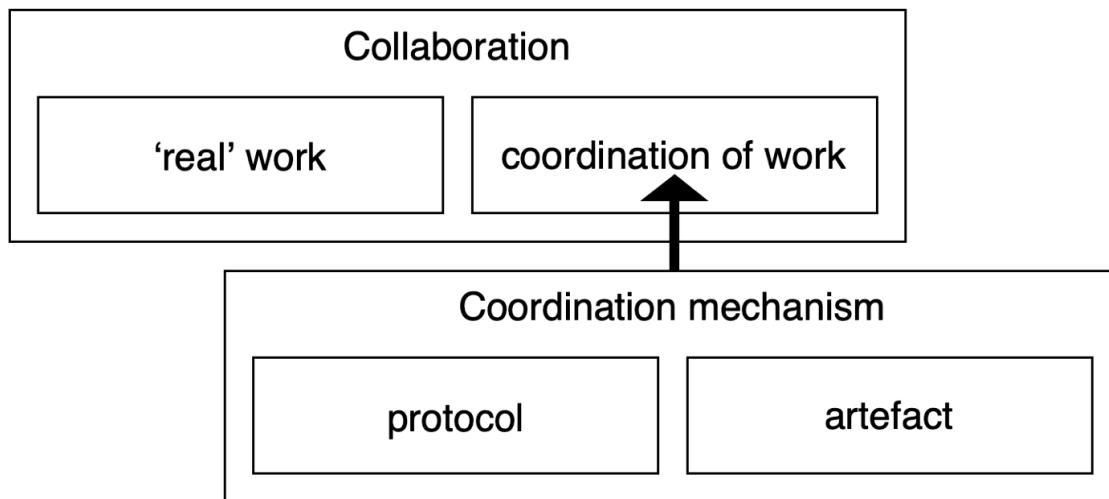 Collaboration
‘real’ work
coordination of work
Coordination mechanism
protocol
artefact